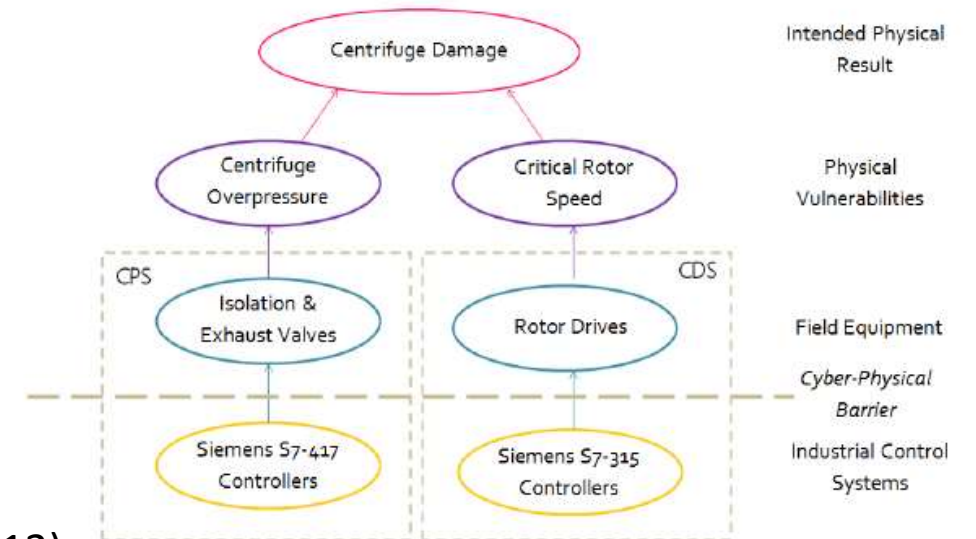 Centrifuge Damage
Intended Physical
Result
Centrifuge
Overpressure
Critical Rotor
Speed
Physical
Vulnerabilities
CPS
CDS
Isolation &
Exhaust Valves
Rotor Drives
Field Equipment
Cyber-Physical
Barrier
Siemens S7-417
Controllers
Siemens S7-315
Controllers
Industrial Control
Systems